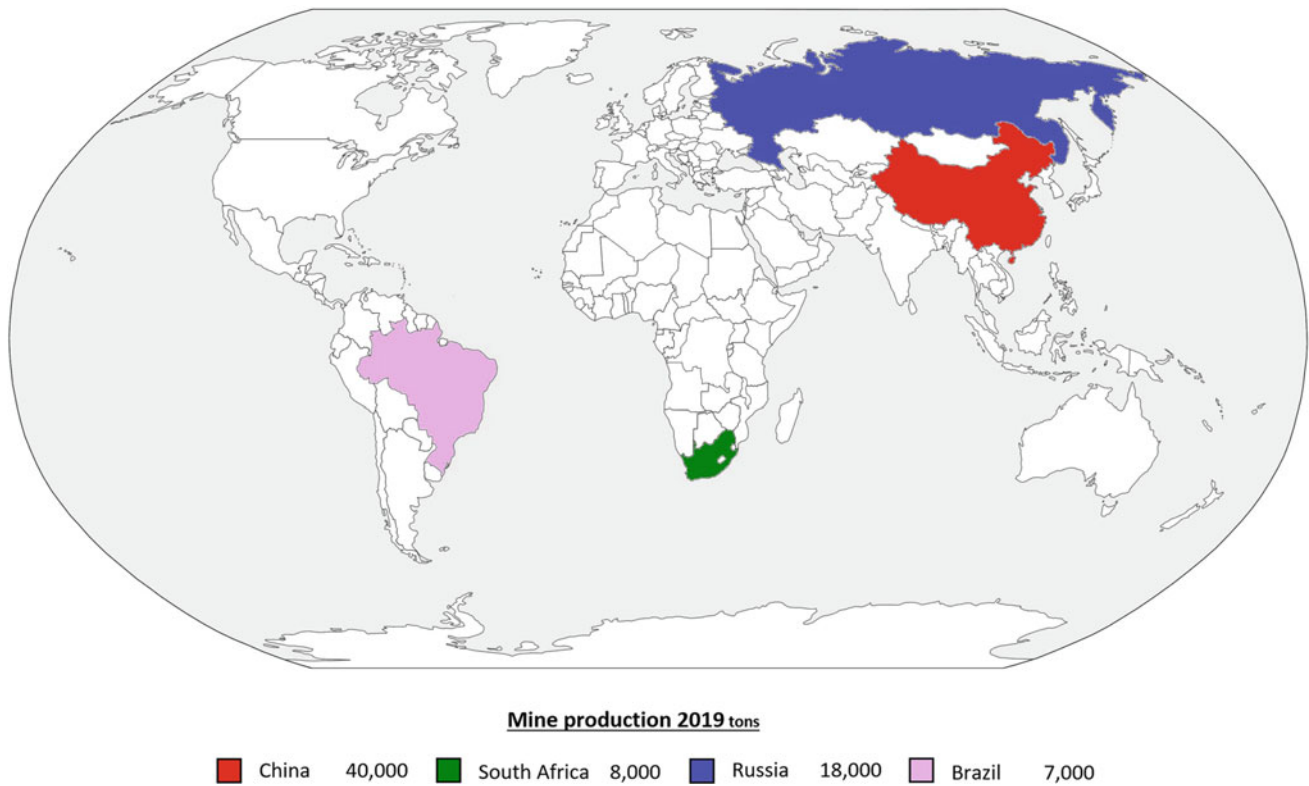 Mine production 2019 tons
China 40,000 South Africa 8,000 Russia 18,000 Brazil 7,000